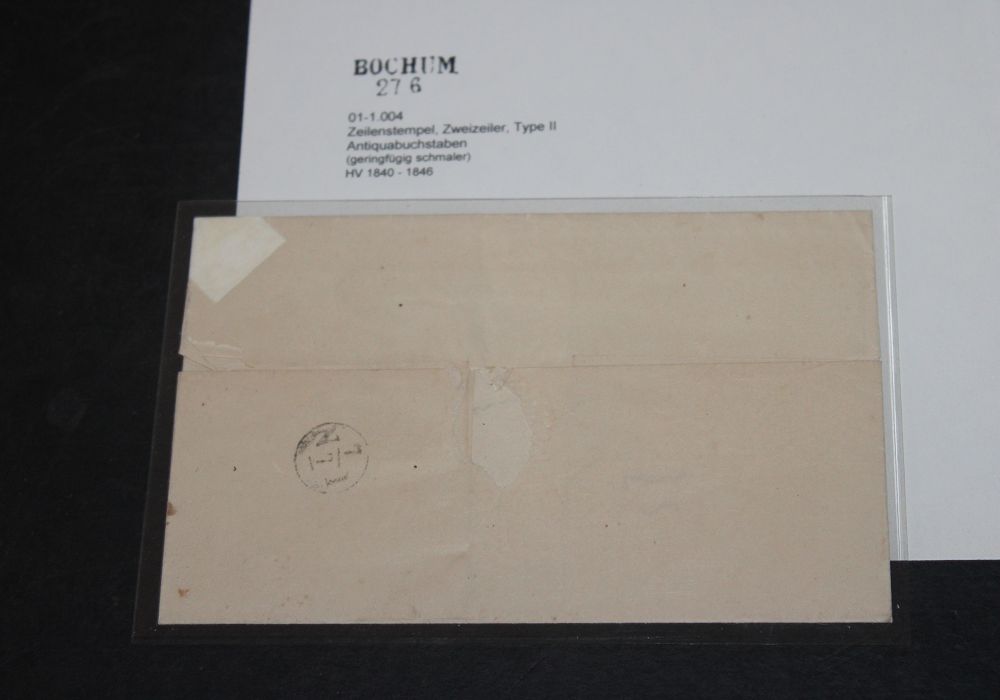 BOCHUM
27 6
01-1.004
Zeilenstempel, Zweizeiler, Type II
Antiquabuchstaben
(geringfügig schmaler)
HV 1840 - 1846